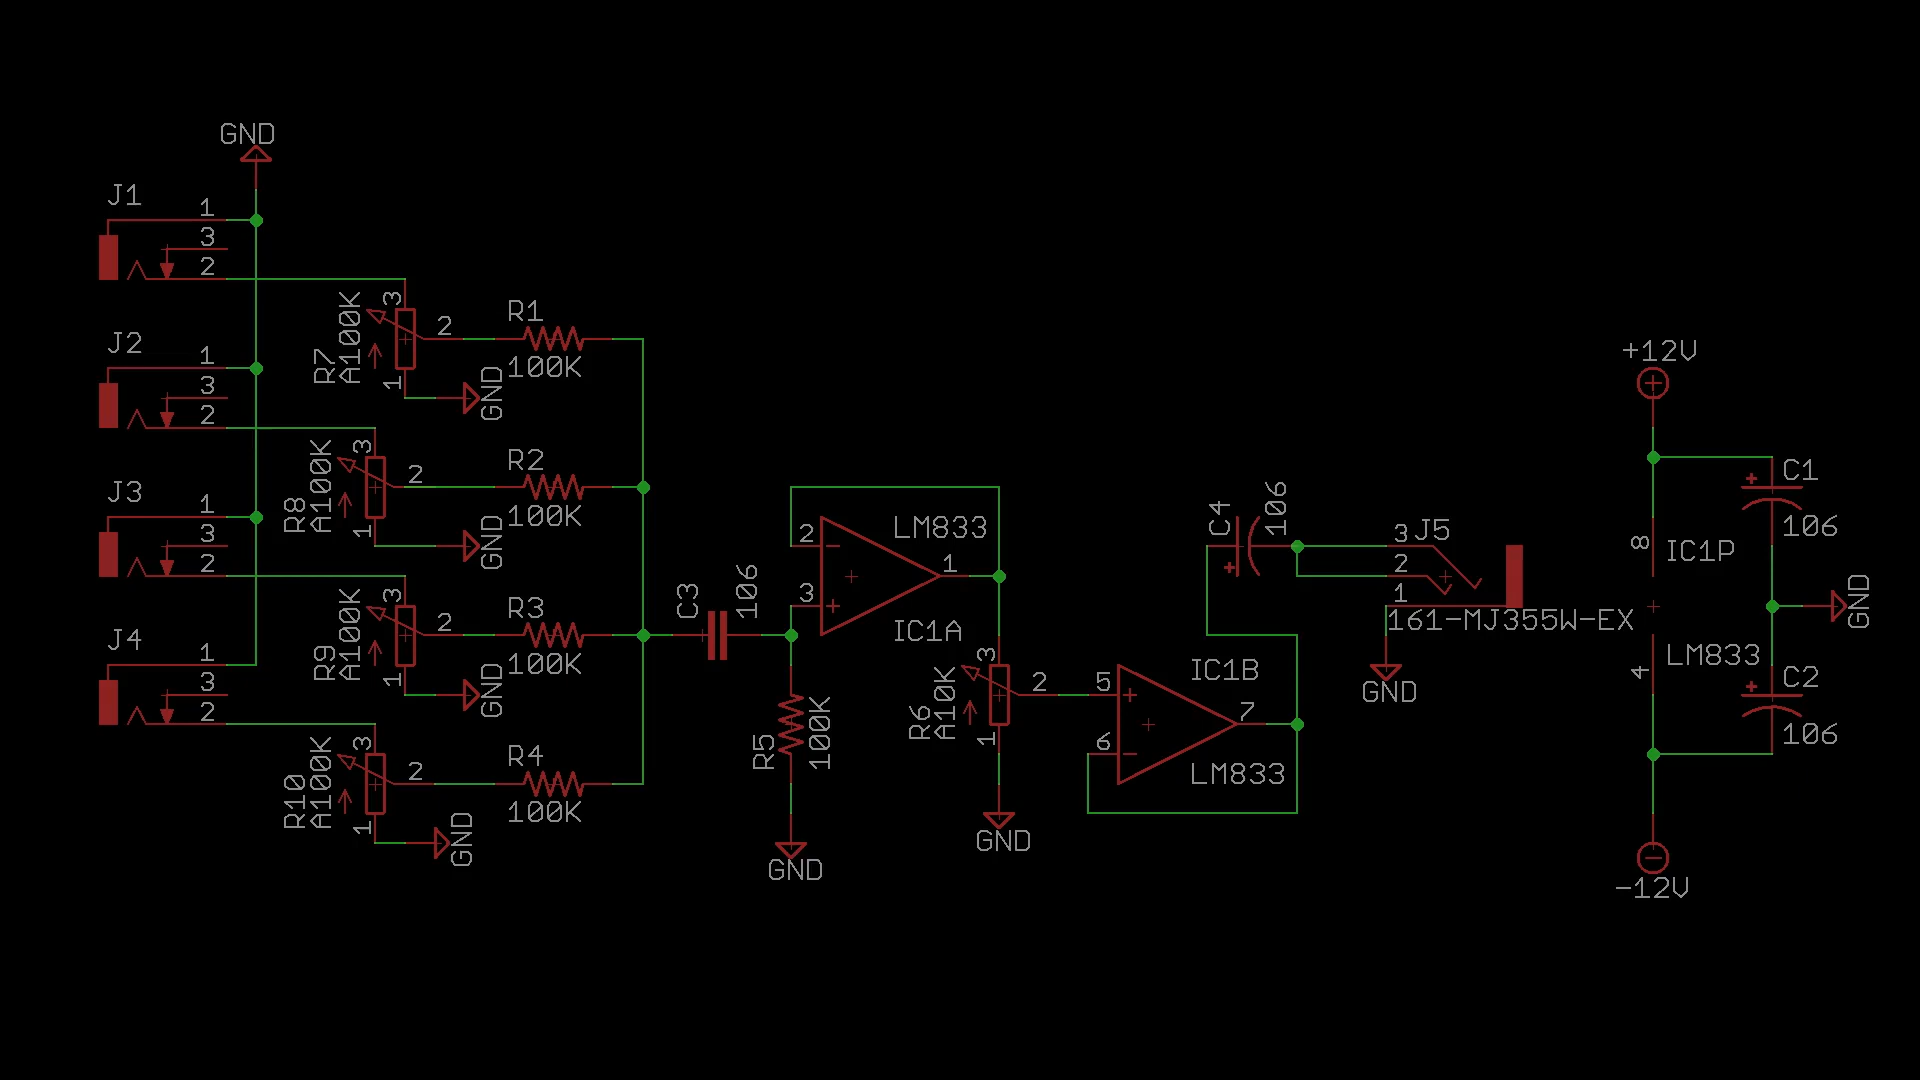 GND
J1
1
3
2
J2
1
3
2
J3
1
3
2
J4
1
3
2
R7
A100K
3
2
1
GND
R1
100K
R8
A100K
3
2
1
GND
R2
100K
R9
A100K
3
2
1
GND
R3
100K
R10
A100K
3
2
1
GND
R4
100K
C3
106
R5
100K
GND
2
3
1
LM833
IC1A
R6
A10K
3
2
1
GND
5
6
7
IC1B
LM833
C4
106
3
2
1
J5
161-MJ355W-EX
GND
+12V
8
IC1P
4
LM833
-12V
C1
106
GND
C2
106